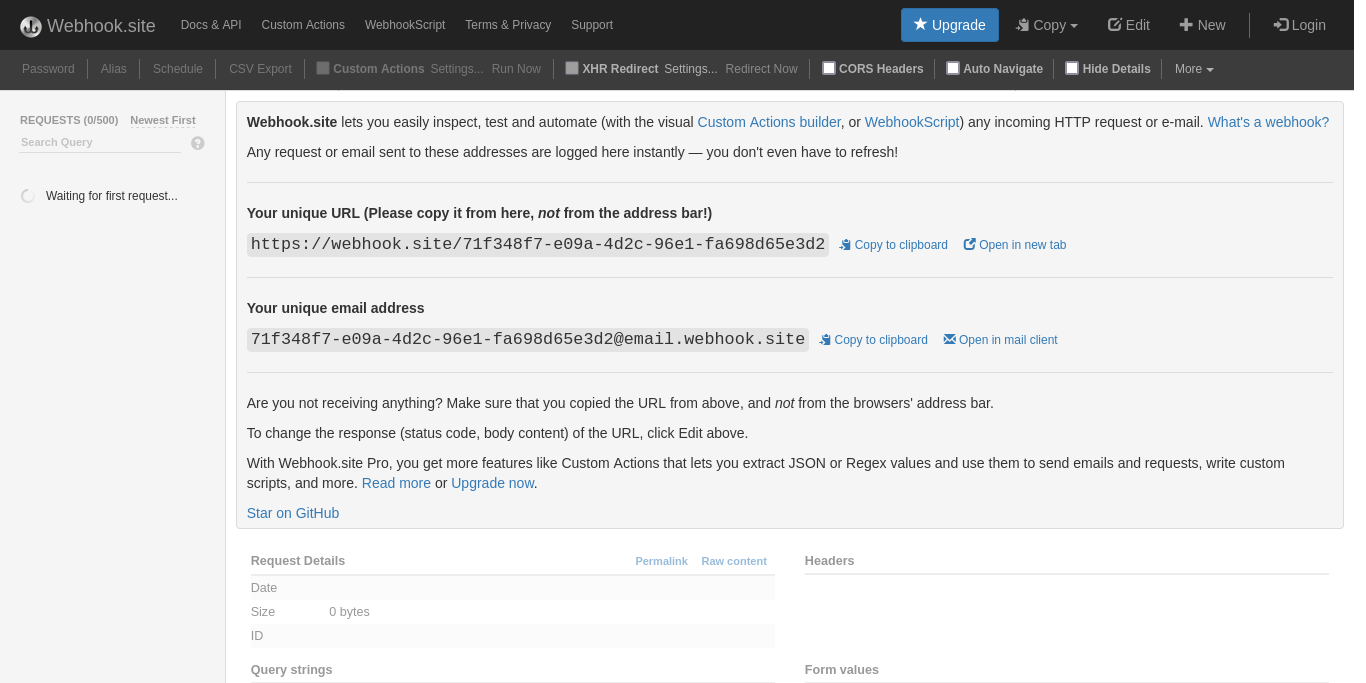 Webhook.site Docs & API Custom Actions WebhookScript Terms & Privacy Support Upgrade Copy Edit New Login
Password Alias Schedule CSV Export Custom Actions Settings... Run Now XHR Redirect Settings... Redirect Now CORS Headers Auto Navigate Hide Details More
REQUESTS (0/500) Newest First
Search Query
Waiting for first request...
Webhook.site lets you easily inspect, test and automate (with the visual Custom Actions builder, or WebhookScript) any incoming HTTP request or e-mail. What's a webhook?
Any request or email sent to these addresses are logged here instantly — you don't even have to refresh!
Your unique URL (Please copy it from here, not from the address bar!)
https://webhook.site/71f348f7-e09a-4d2c-96e1-fa698d65e3d2 Copy to clipboard Open in new tab
Your unique email address
71f348f7-e09a-4d2c-96e1-fa698d65e3d2@email.webhook.site Copy to clipboard Open in mail client
Are you not receiving anything? Make sure that you copied the URL from above, and not from the browsers' address bar.
To change the response (status code, body content) of the URL, click Edit above.
With Webhook.site Pro, you get more features like Custom Actions that lets you extract JSON or Regex values and use them to send emails and requests, write custom
scripts, and more. Read more or Upgrade now.
Star on GitHub
Request Details Permalink Raw content Headers
Date
Size 0 bytes
ID
Query strings Form values